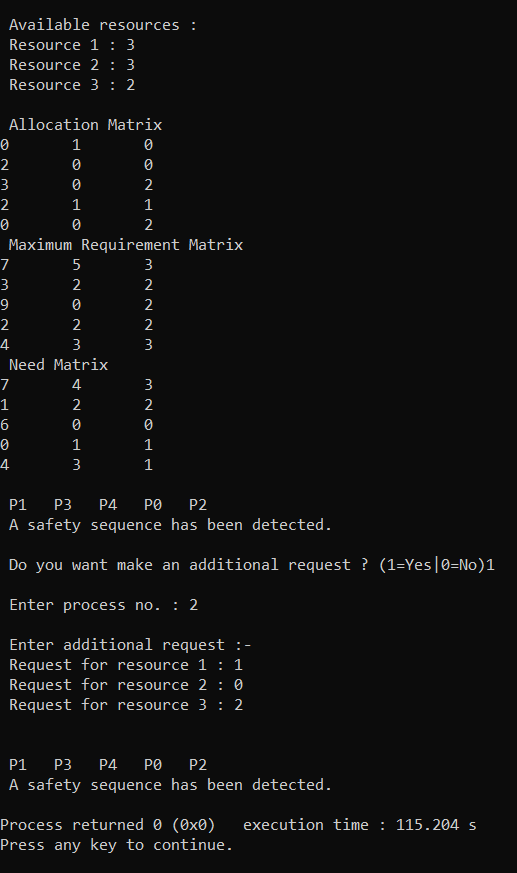 Available resources :
Resource 1 : 3
Resource 2 : 3
Resource 3 : 2
Allocation Matrix
0 1 0
2 0 0
3 0 2
2 1 1
0 0 2
Maximum Requirement Matrix
7 5 3
3 2 2
9 0 2
2 2 2
4 3 3
Need Matrix
7 4 3
1 2 2
6 0 0
0 1 1
4 3 1
P1 P3 P4 P0 P2
A safety sequence has been detected.
Do you want make an additional request ? (1=Yes|0=No)1
Enter process no. : 2
Enter additional request :-
Request for resource 1 : 1
Request for resource 2 : 0
Request for resource 3 : 2
P1 P3 P4 P0 P2
A safety sequence has been detected.
Process returned 0 (0x0) execution time : 115.204 s
Press any key to continue.